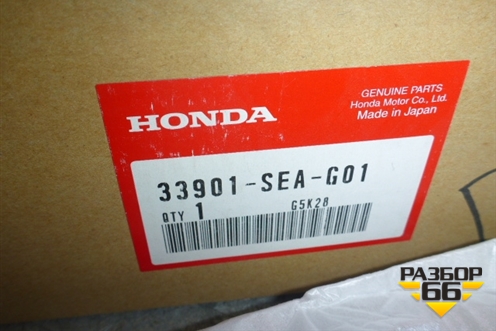 HONDA
GENUINE PARTS
Honda Motor Co., Ltd.
Made in Japan
33901-SEA-G01
QTY 1 G5K28
РАЗБОР
66